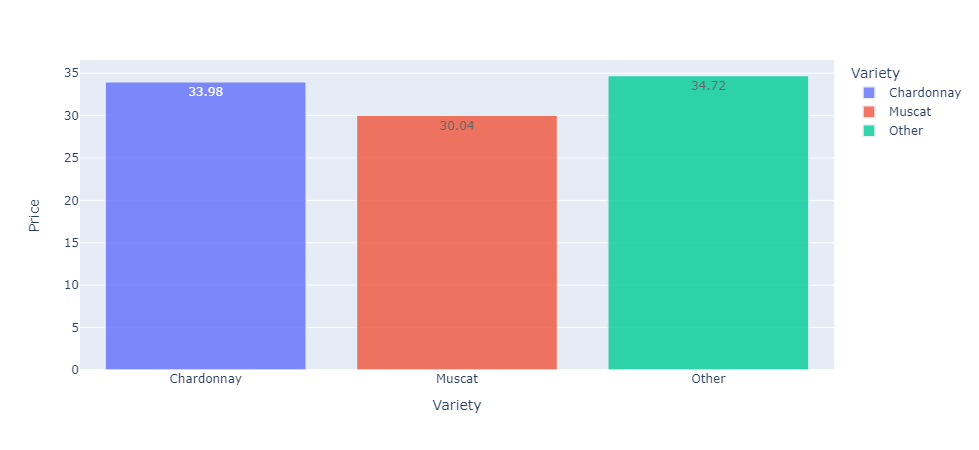 35
30
25
20
15
10
5
0
Price
33.98
30.04
34.72
Chardonnay
Muscat
Other
Variety
Variety
Chardonnay
Muscat
Other